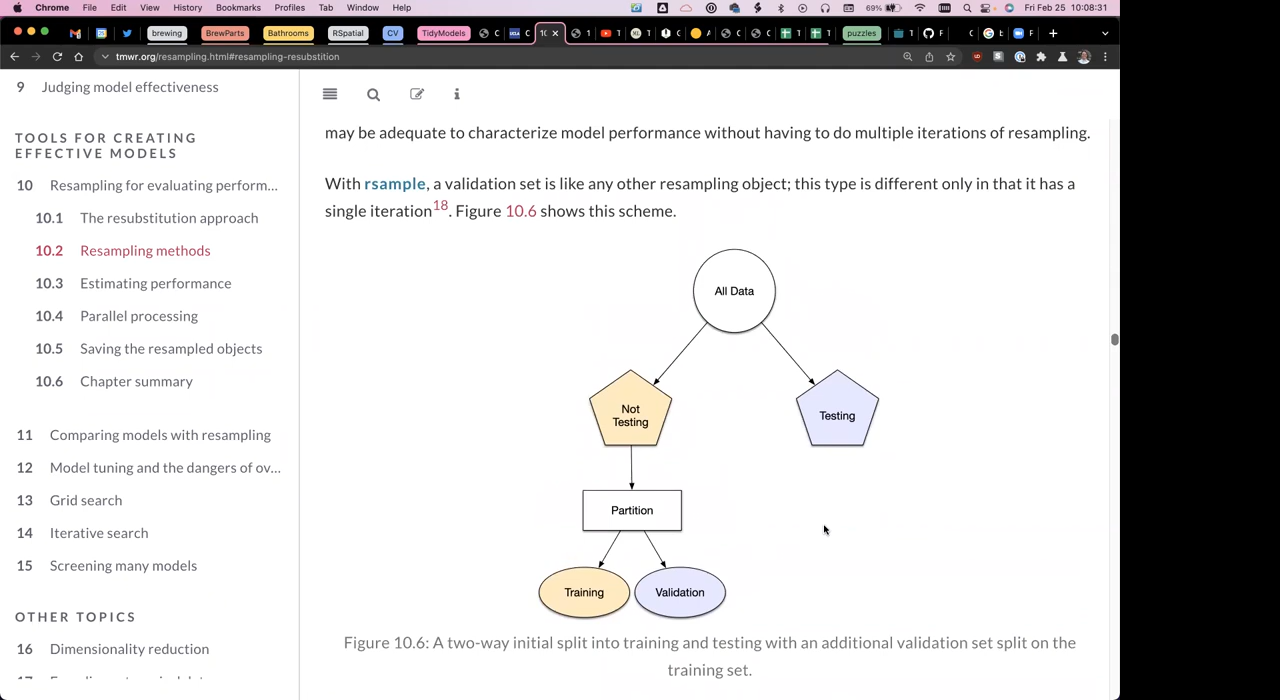 Chrome File Edit View History Bookmarks Profiles Tab Window Help 69% Fri Feb 25 10:08:31
brewing BrewParts Bathrooms RSpatial CV TidyModels puzzles
tmwr.org/resampling.html#resampling-resubstition
9 Judging model effectiveness
TOOLS FOR CREATING
EFFECTIVE MODELS
10 Resampling for evaluating perform...
10.1 The resubstitution approach
10.2 Resampling methods
10.3 Estimating performance
10.4 Parallel processing
10.5 Saving the resampled objects
10.6 Chapter summary
11 Comparing models with resampling
12 Model tuning and the dangers of ov...
13 Grid search
14 Iterative search
15 Screening many models
OTHER TOPICS
16 Dimensionality reduction
may be adequate to characterize model performance without having to do multiple iterations of resampling.
With rsample, a validation set is like any other resampling object; this type is different only in that it has a
single iteration18. Figure 10.6 shows this scheme.
All Data
Not
Testing
Testing
Partition
Training
Validation
Figure 10.6: A two-way initial split into training and testing with an additional validation set split on the
training set.